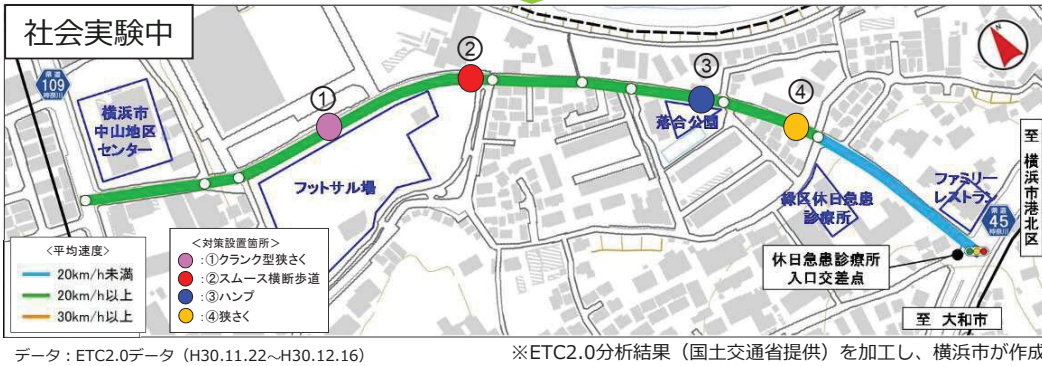 社会実験中
県道
109
神奈川
横浜市
中山地区
センター
①
②
③
④
N
フットサル場
落合公園
緑区休日急患
診療所
ファミリー
レストラン
県道
45
神奈川
至 横浜市港北区
休日急患診療所
入口交差点
至 大和市
<平均速度>
20km/h未満
20km/h以上
30km/h以上
<対策設置箇所>
:①クランク型狭さく
:②スムース横断歩道
:③ハンプ
:④狭さく
データ:ETC2.0データ(H30.11.22~H30.12.16)
※ETC2.0分析結果(国土交通省提供)を加工し、横浜市が作成